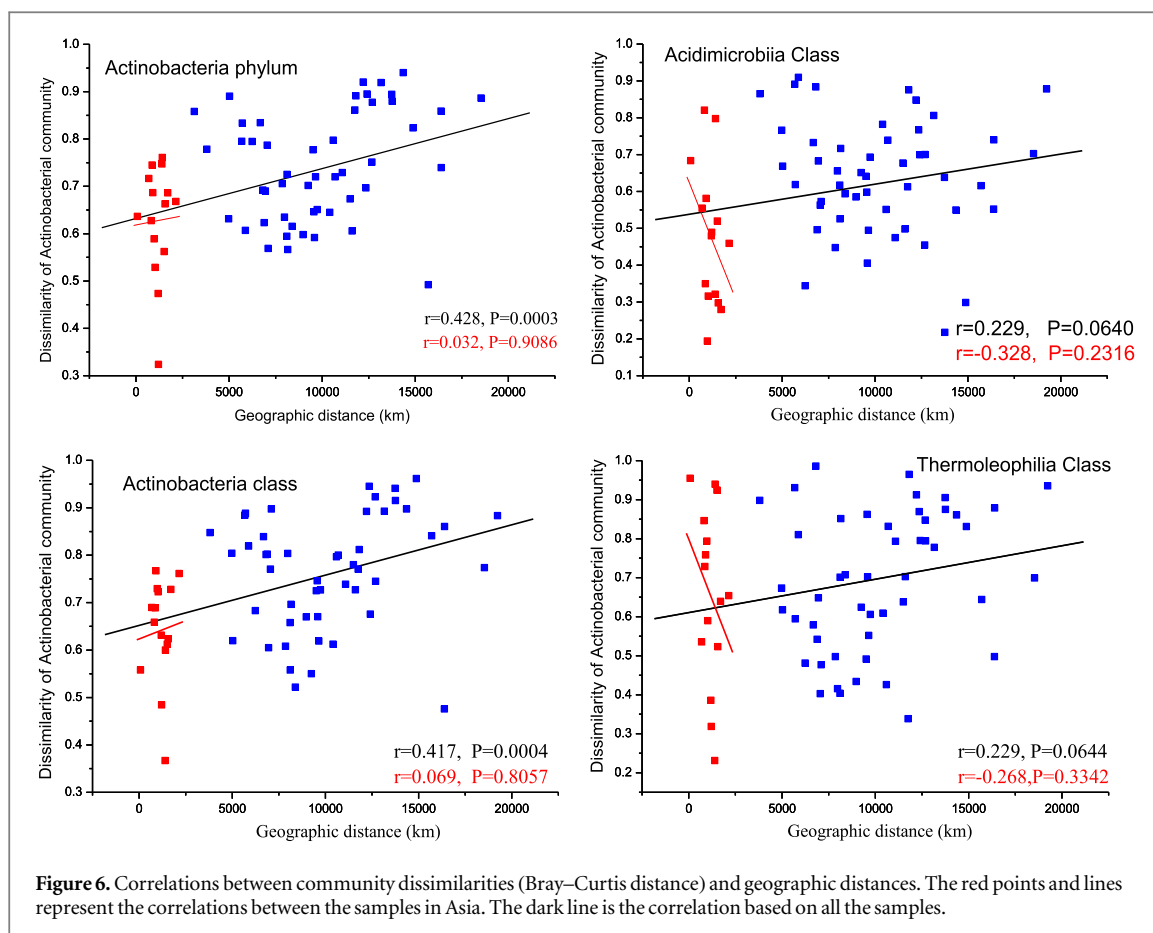 Actinobacteria phylum
Dissimilarity of Actinobacterial community
1.0
0.9
0.8
0.7
0.6
0.5
0.4
0.3
0
5000
10000
15000
20000
Geographic distance (km)
r=0.428, P=0.0003
r=0.032, P=0.9086
Acidimicrobiia Class
Dissimilarity of Actinobacterial community
1.0
0.9
0.8
0.7
0.6
0.5
0.4
0.3
0.2
0.1
0
5000
10000
15000
20000
Geographic distance (km)
r=0.229, P=0.0640
r=-0.328, P=0.2316
Actinobacteria class
Dissimilarity of Actinobacterial community
1.0
0.9
0.8
0.7
0.6
0.5
0.4
0.3
0
5000
10000
15000
20000
Geographic distance (km)
r=0.417, P=0.0004
r=0.069, P=0.8057
Thermoleophilia Class
Dissimilarity of Actinobacterial community
1.0
0.9
0.8
0.7
0.6
0.5
0.4
0.3
0.2
0
5000
10000
15000
20000
Geographic distance (km)
r=0.229, P=0.0644
r=-0.268,P=0.3342
Figure 6. Correlations between community dissimilarities (Bray–Curtis distance) and geographic distances. The red points and lines
represent the correlations between the samples in Asia. The dark line is the correlation based on all the samples.